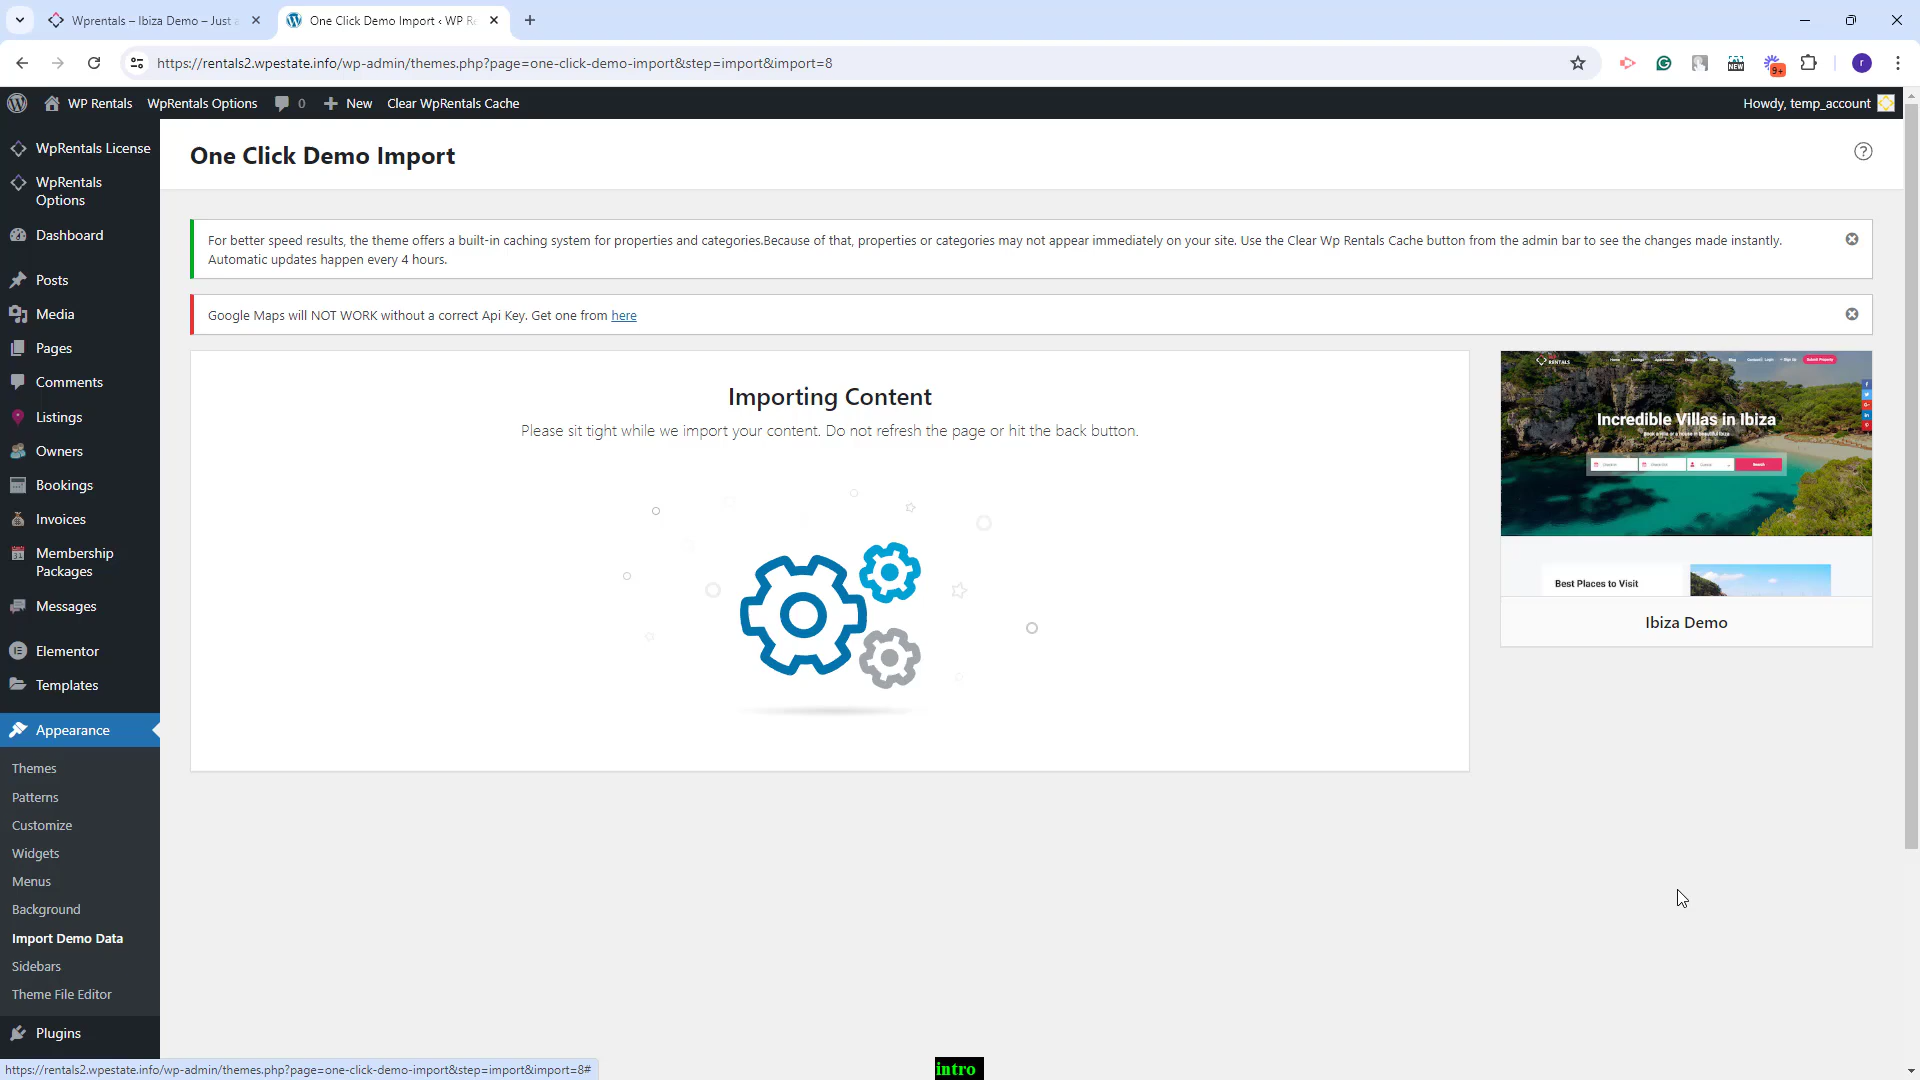 Wprentals – Ibiza Demo – Just a
One Click Demo Import ‹ WP Re
https://rentals2.wpestate.info/wp-admin/themes.php?page=one-click-demo-import&step=import&import=8
NEW
9+
r
WP Rentals
WpRentals Options
0
New
Clear WpRentals Cache
Howdy, temp_account
WpRentals License
WpRentals
Options
Dashboard
Posts
Media
Pages
Comments
Listings
Owners
Bookings
Invoices
Membership
Packages
Messages
Elementor
Templates
Appearance
Themes
Patterns
Customize
Widgets
Menus
Background
Import Demo Data
Sidebars
Theme File Editor
Plugins
One Click Demo Import
For better speed results, the theme offers a built-in caching system for properties and categories.Because of that, properties or categories may not appear immediately on your site. Use the Clear Wp Rentals Cache button from the admin bar to see the changes made instantly.
Automatic updates happen every 4 hours.
Google Maps will NOT WORK without a correct Api Key. Get one from here
Importing Content
Please sit tight while we import your content. Do not refresh the page or hit the back button.
RENTALS
Incredible Villas in Ibiza
Search
Best Places to Visit
Ibiza Demo
https://rentals2.wpestate.info/wp-admin/themes.php?page=one-click-demo-import&step=import&import=8#
intro